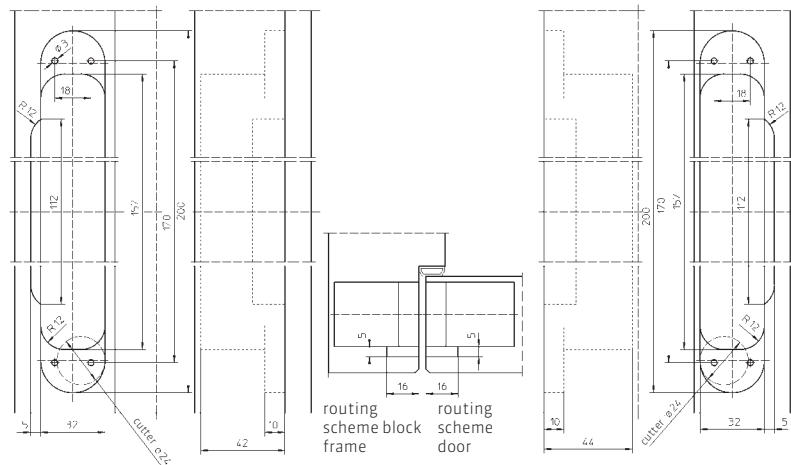 ø3
18
R12
112
157
170
200
R12
5
32
cutter ø24
42
10
5
5
16
16
routing
scheme block
frame
routing
scheme
door
10
44
18
R12
200
170
157
112
R12
cutter ø24
32
5